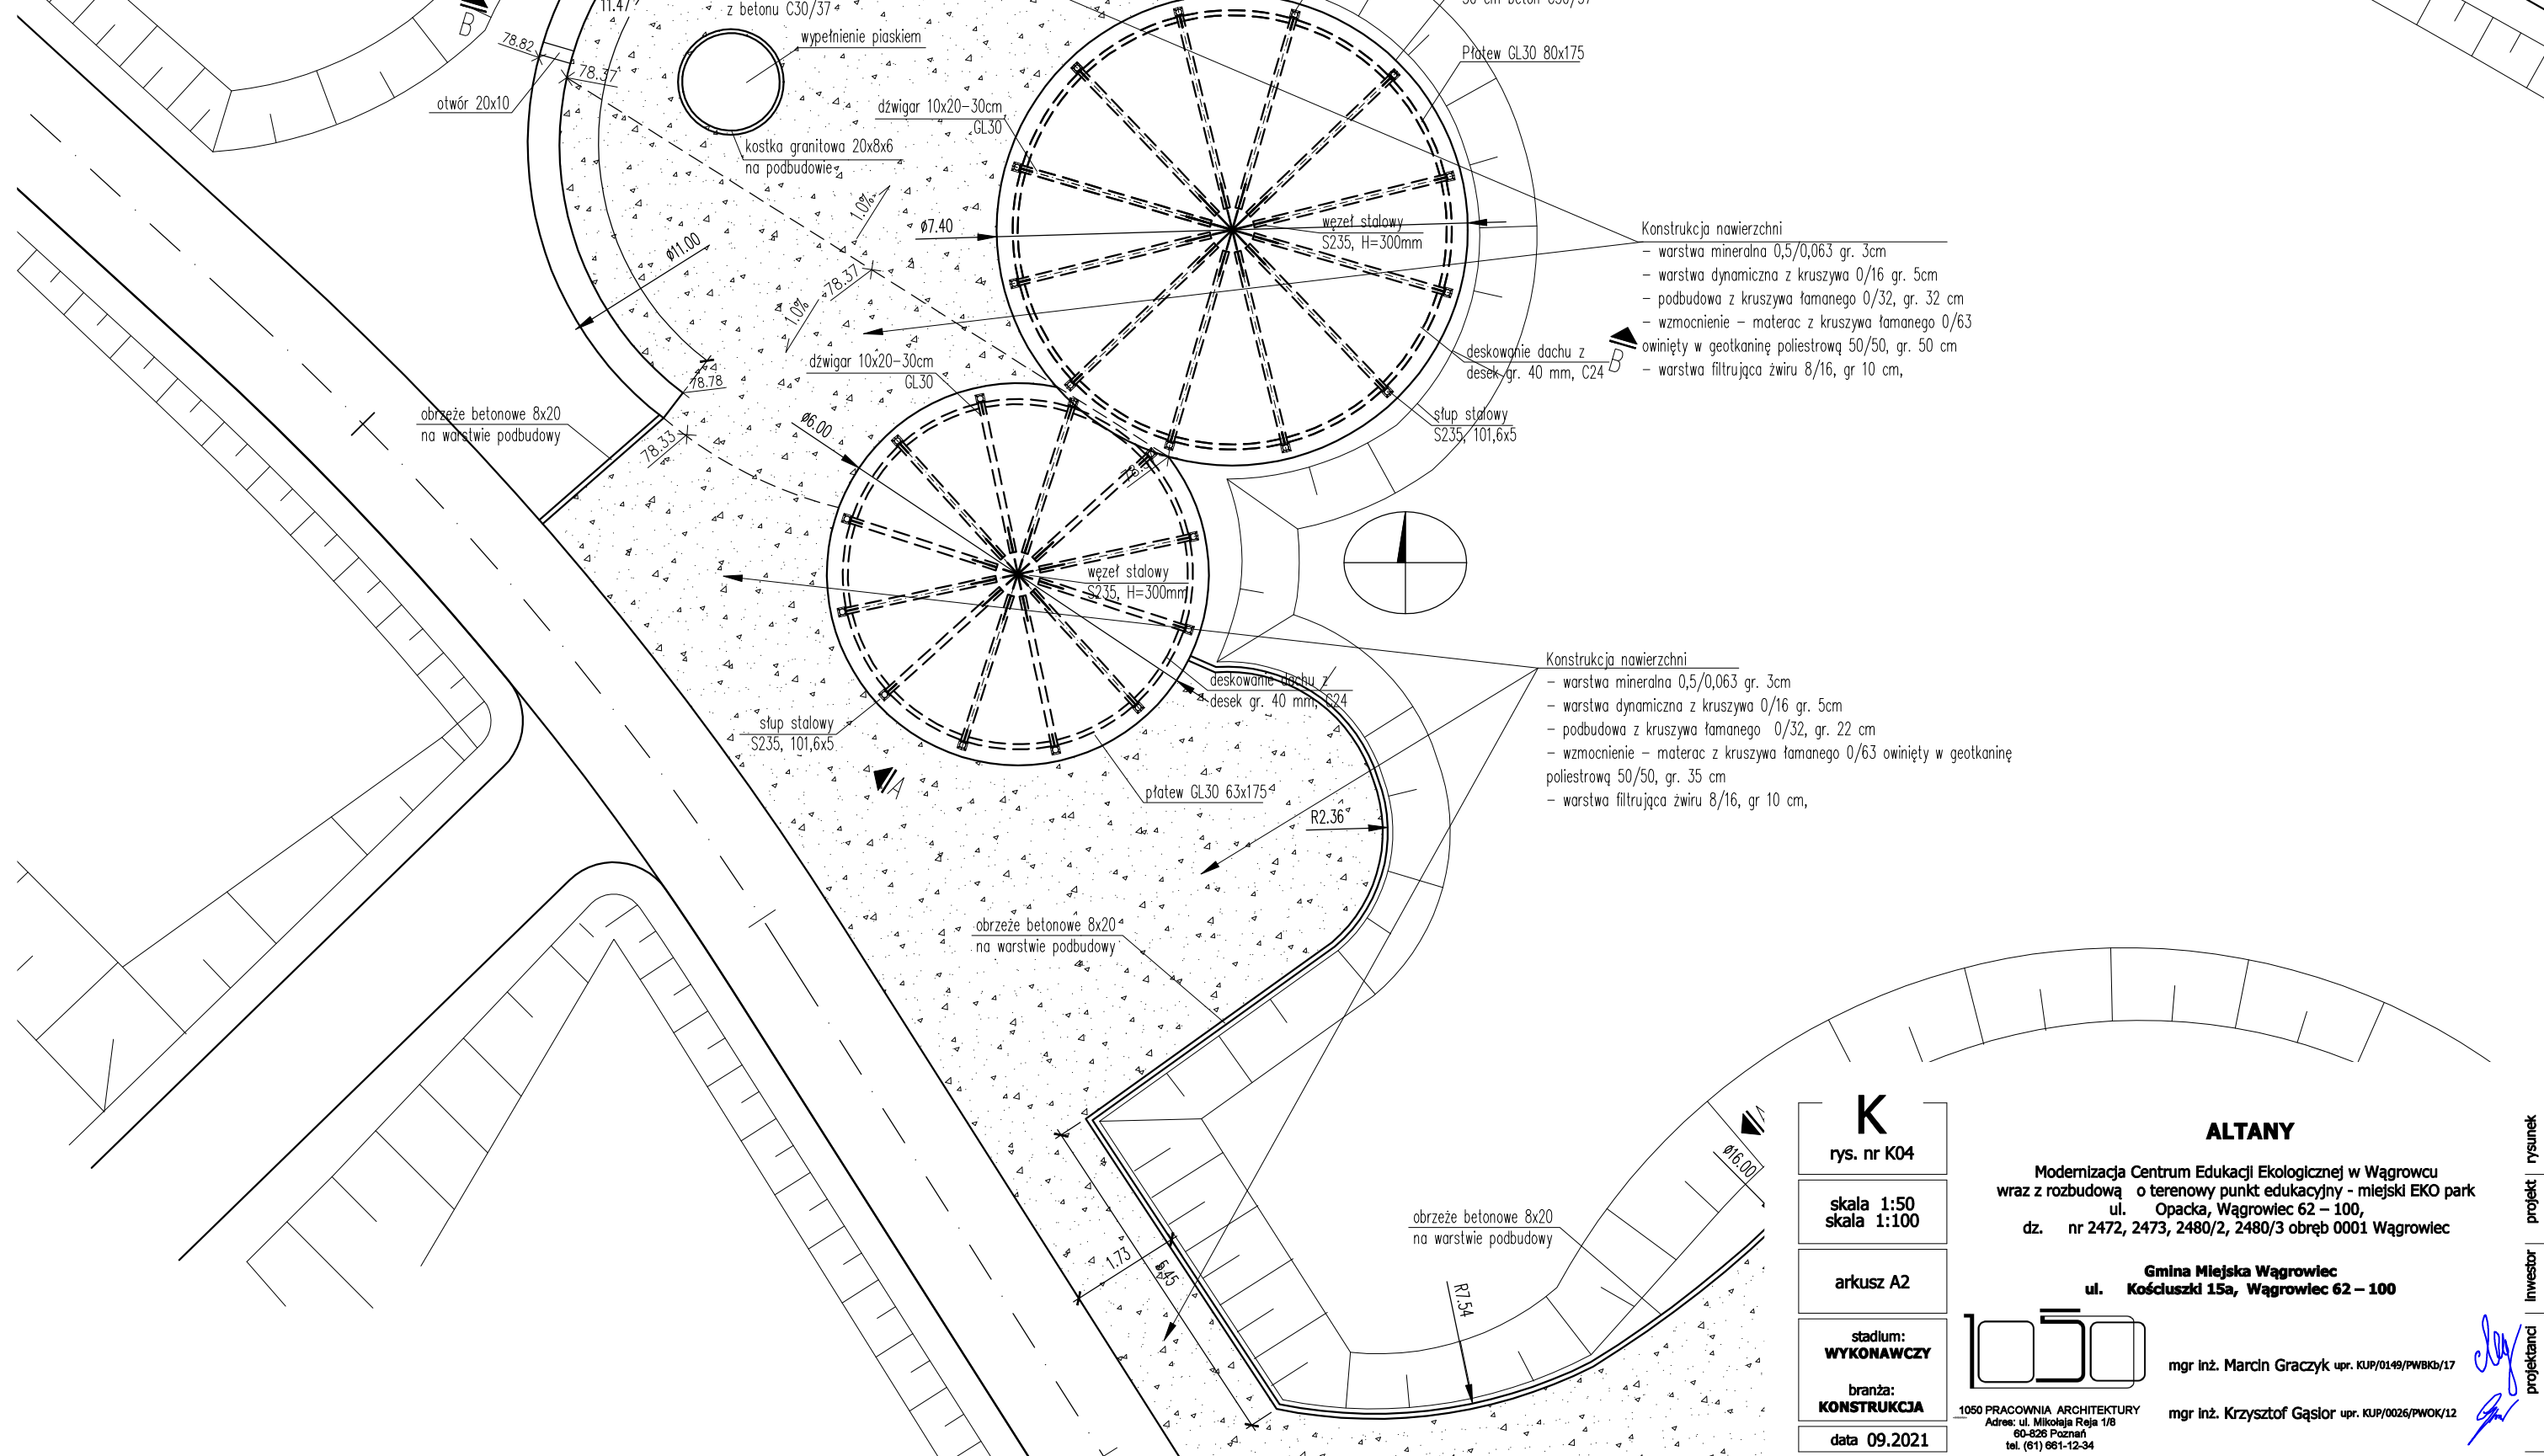 11.47
z betonu C30/37
B
78.82
78.37
wypełnienie piaskiem
Płatew GL30 80x175
otwór 20x10
dźwigar 10x20-30cm
GL30
kostka granitowa 20x8x6
na podbudowie
1.0%
ø11.00
ø7.40
węzeł stalowy
S235, H=300mm
78.37
1.0%
Konstrukcja nawierzchni
- warstwa mineralna 0,5/0,063 gr. 3cm
- warstwa dynamiczna z kruszywa 0/16 gr. 5cm
- podbudowa z kruszywa łamanego 0/32, gr. 32 cm
- wzmocnienie - materac z kruszywa łamanego 0/63
owinięty w geotkaninę poliestrową 50/50, gr. 50 cm
- warstwa filtrująca żwiru 8/16, gr 10 cm,
B
deskowanie dachu z
desek gr. 40 mm, C24
dźwigar 10x20-30cm
GL30
78.78
obrzeże betonowe 8x20
na warstwie podbudowy
78.33
ø6.00
słup stalowy
S235, 101,6x5
węzeł stalowy
S235, H=300mm
deskowanie dachu z
desek gr. 40 mm, C24
słup stalowy
S235, 101,6x5
A
płatew GL30 63x175
Konstrukcja nawierzchni
- warstwa mineralna 0,5/0,063 gr. 3cm
- warstwa dynamiczna z kruszywa 0/16 gr. 5cm
- podbudowa z kruszywa łamanego 0/32, gr. 22 cm
- wzmocnienie - materac z kruszywa łamanego 0/63 owinięty w geotkaninę
poliestrową 50/50, gr. 35 cm
- warstwa filtrująca żwiru 8/16, gr 10 cm,
R2.36
obrzeże betonowe 8x20
na warstwie podbudowy
1.73
5.45
obrzeże betonowe 8x20
na warstwie podbudowy
R7.54
ø16.00
K
rys. nr K04
skala 1:50
skala 1:100
arkusz A2
stadium:
WYKONAWCZY
branża:
KONSTRUKCJA
data 09.2021
ALTANY
Modernizacja Centrum Edukacji Ekologicznej w Wągrowcu
wraz z rozbudową o terenowy punkt edukacyjny - miejski EKO park
ul. Opacka, Wągrowiec 62 – 100,
dz. nr 2472, 2473, 2480/2, 2480/3 obręb 0001 Wągrowiec
Gmina Miejska Wągrowiec
ul. Kościuszki 15a, Wągrowiec 62 – 100
mgr inż. Marcin Graczyk upr. KUP/0149/PWBKb/17
mgr inż. Krzysztof Gąsior upr. KUP/0026/PWOK/12
1050 PRACOWNIA ARCHITEKTURY
Adres: ul. Mikołaja Reja 1/8
60-826 Poznań
tel. (61) 661-12-34
rysunek
projekt
inwestor
projektanci